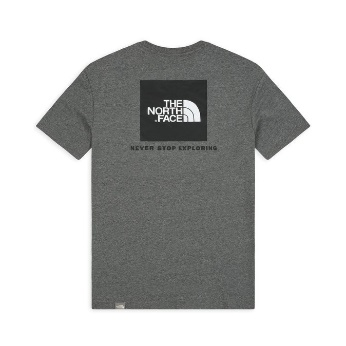 THE
NORTH
FACE
NEVER STOP EXPLORING